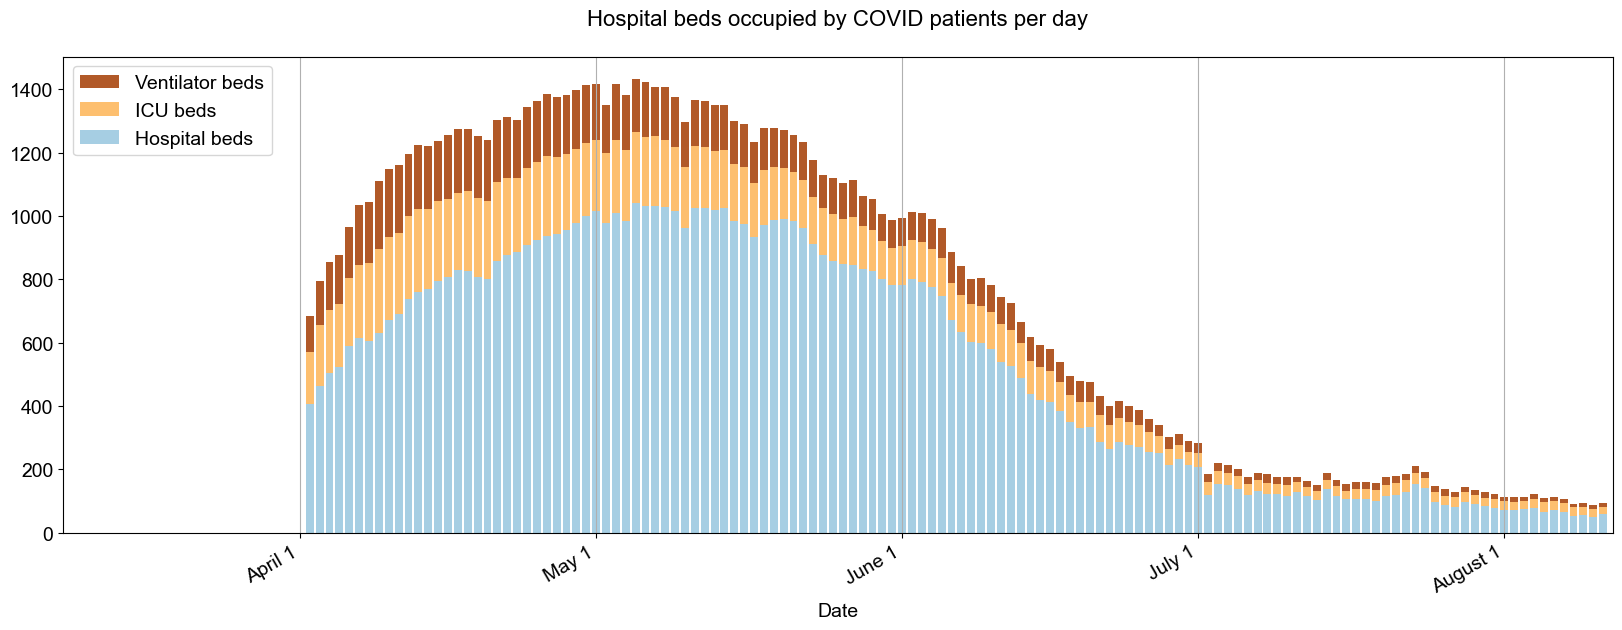 Hospital beds occupied by COVID patients per day
Ventilator beds
ICU beds
Hospital beds
1400
1200
1000
800
600
400
200
0
April 1
May 1
June 1
July 1
August 1
Date